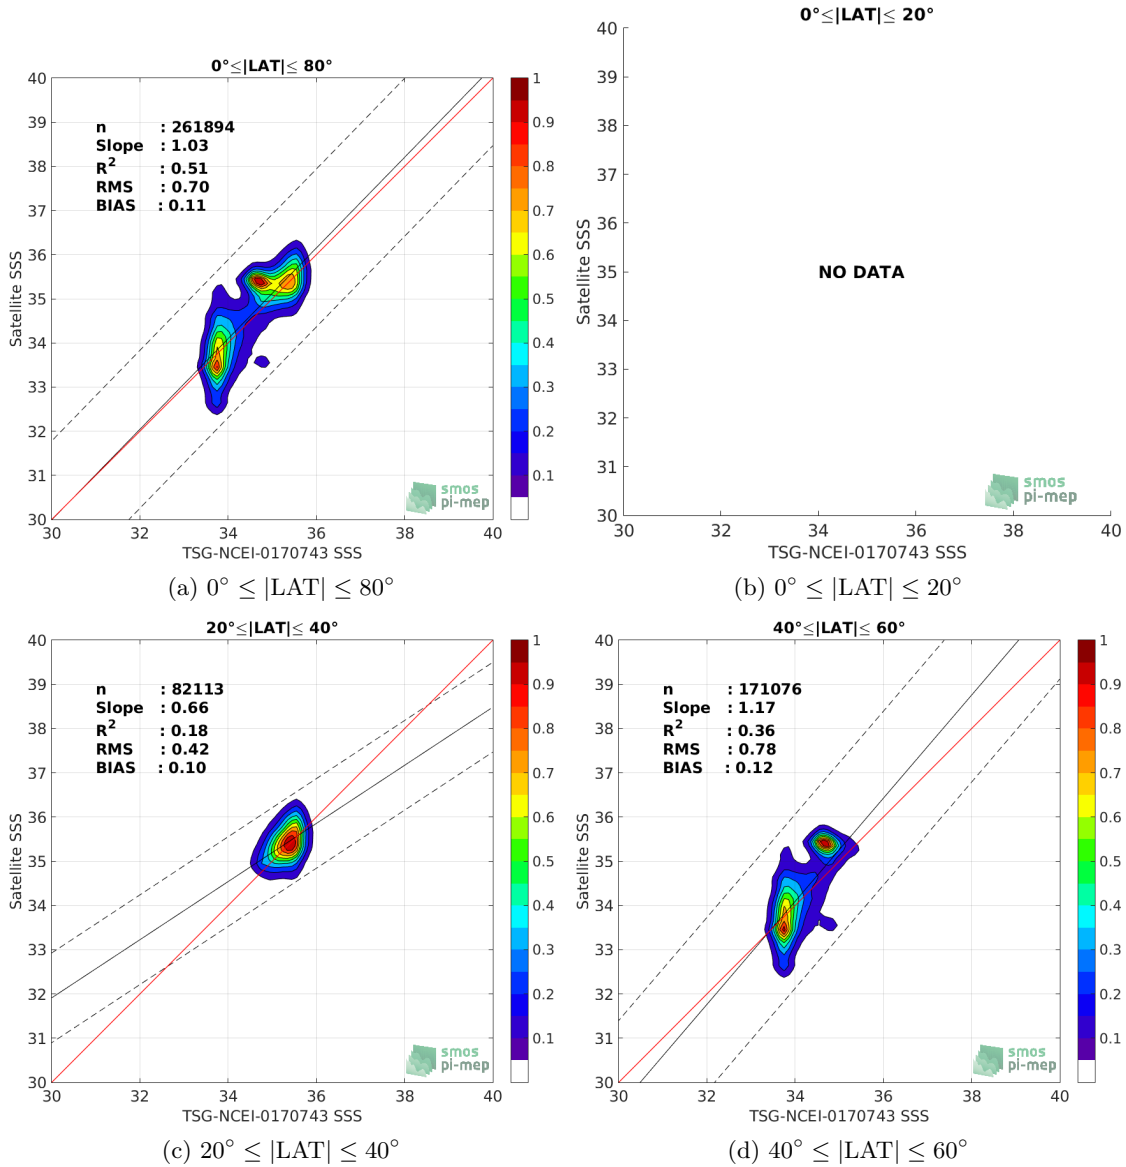 0°≤|LAT|≤ 80°
n : 261894
Slope : 1.03
R2 : 0.51
RMS : 0.70
BIAS : 0.11
40
39
38
37
36
35
34
33
32
31
30
30 32 34 36 38 40
Satellite SSS
TSG-NCEI-0170743 SSS
1
0.9
0.8
0.7
0.6
0.5
0.4
0.3
0.2
0.1
smos
pi-mep
(a) 0° ≤ |LAT| ≤ 80°
0°≤|LAT|≤ 20°
NO DATA
40
39
38
37
36
35
34
33
32
31
30
30 32 34 36 38 40
Satellite SSS
TSG-NCEI-0170743 SSS
smos
pi-mep
(b) 0° ≤ |LAT| ≤ 20°
20°≤|LAT|≤ 40°
n : 82113
Slope : 0.66
R2 : 0.18
RMS : 0.42
BIAS : 0.10
40
39
38
37
36
35
34
33
32
31
30
30 32 34 36 38 40
Satellite SSS
TSG-NCEI-0170743 SSS
1
0.9
0.8
0.7
0.6
0.5
0.4
0.3
0.2
0.1
smos
pi-mep
(c) 20° ≤ |LAT| ≤ 40°
40°≤|LAT|≤ 60°
n : 171076
Slope : 1.17
R2 : 0.36
RMS : 0.78
BIAS : 0.12
40
39
38
37
36
35
34
33
32
31
30
30 32 34 36 38 40
Satellite SSS
TSG-NCEI-0170743 SSS
1
0.9
0.8
0.7
0.6
0.5
0.4
0.3
0.2
0.1
smos
pi-mep
(d) 40° ≤ |LAT| ≤ 60°